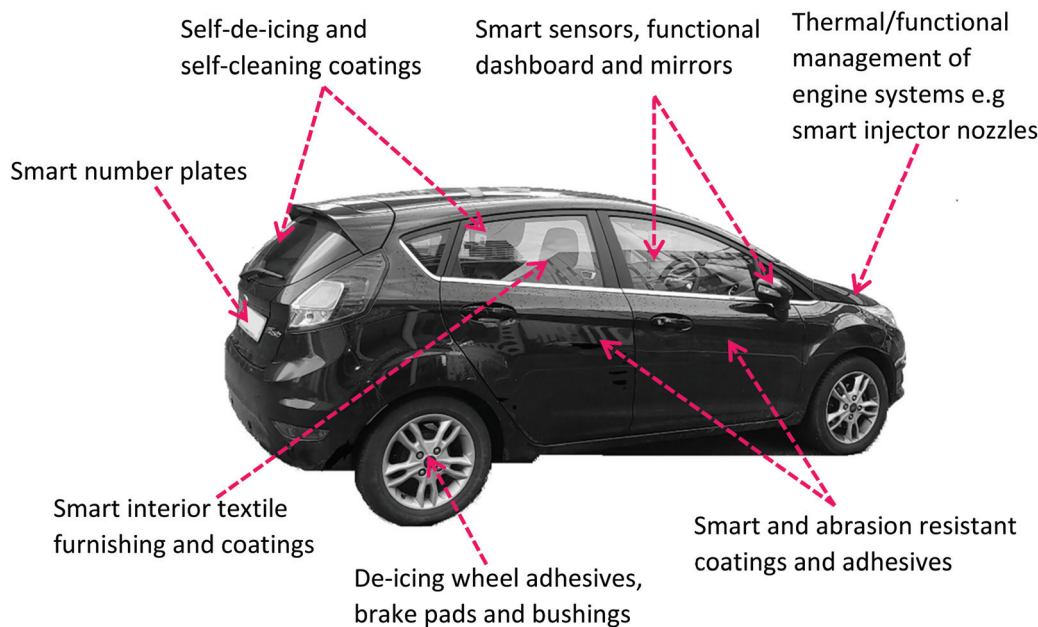 Self-de-icing and
self-cleaning coatings
Smart sensors, functional
dashboard and mirrors
Thermal/functional
management of
engine systems e.g
smart injector nozzles
Smart number plates
Smart interior textile
furnishing and coatings
De-icing wheel adhesives,
brake pads and bushings
Smart and abrasion resistant
coatings and adhesives